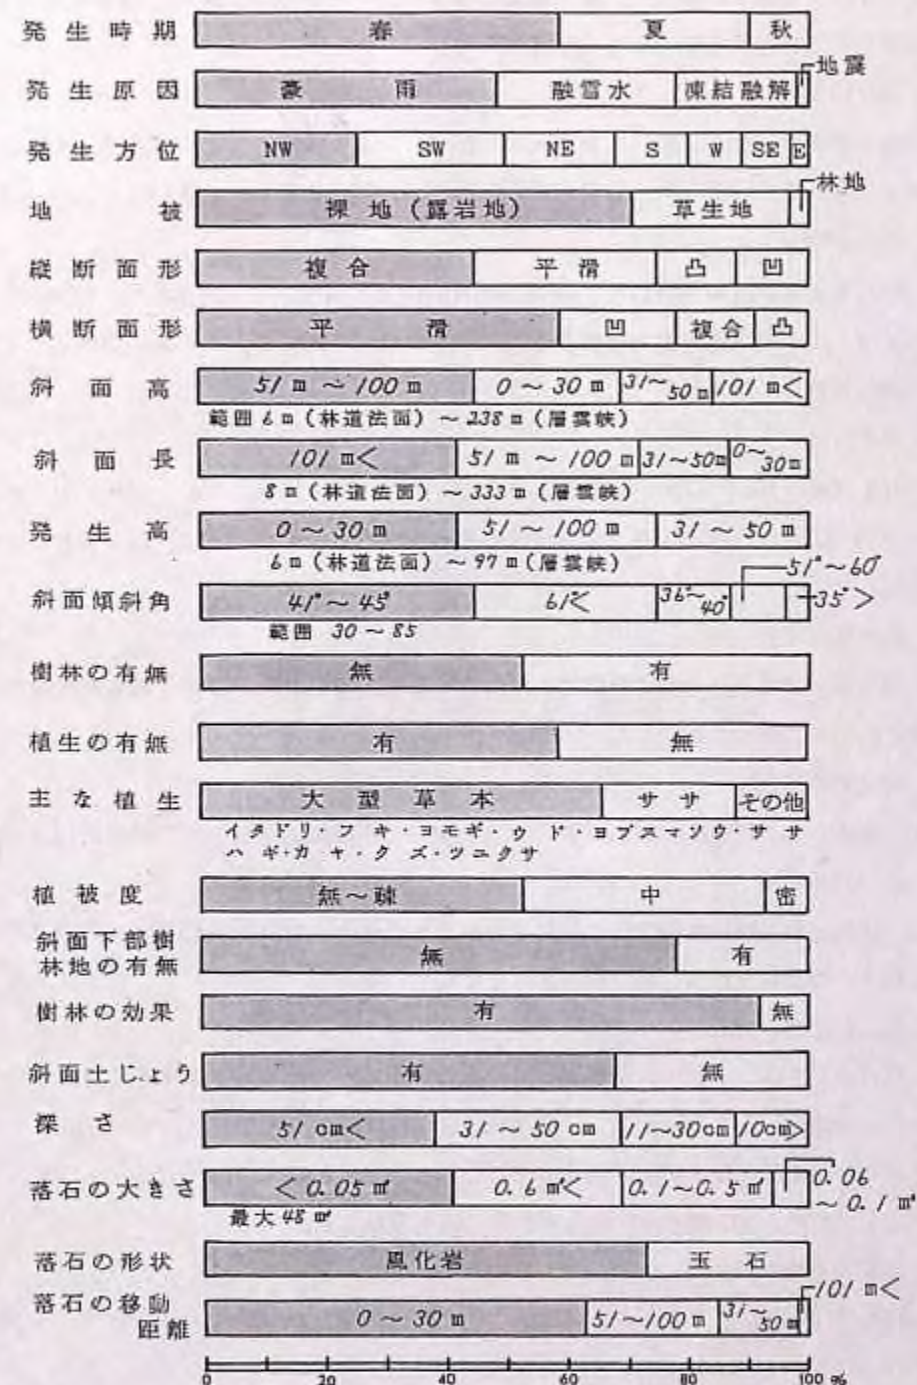 発生時期 春 夏 秋
発生原因 豪雨 融雪水 凍結融解 地震
発生方位 NW SW NE S W SE E
地被 裸地(露岩地) 草生地 林地
縦断面形 複合 平滑 凸 凹
横断面形 平滑 凹 複合 凸
斜面高 51m~100m 0~30m 31~50m 101m<
範囲6m(林道法面)~238m(層雲峡)
斜面長 101m< 51m~100m 31~50m 0~30m
8m(林道法面)~333m(層雲峡)
発生高 0~30m 51~100m 31~50m
6m(林道法面)~97m(層雲峡)
斜面傾斜角 41°~45° 61°< 36°~40° 51°~60° 35°>
範囲 30~85
樹林の有無 無 有
植生の有無 有 無
主な植生 大型草本 ササ その他
イタドリ・フキ・ヨモギ・ウド・ヨブスマソウ・ササ
ハギ・カヤ・クズ・ツニクサ
植被度 無~疎 中 密
斜面下部樹
林地の有無 無 有
樹林の効果 有 無
斜面土じょう 有 無
深さ 51cm< 31~50cm 11~30cm 10cm>
落石の大きさ <0.05㎥ 0.6㎥< 0.1~0.5㎥ 0.06~0.1㎥
最大48㎥
落石の形状 風化岩 玉石
落石の移動
距離 0~30m 51~100m 31~50m 101m<
0 20 40 60 80 100%